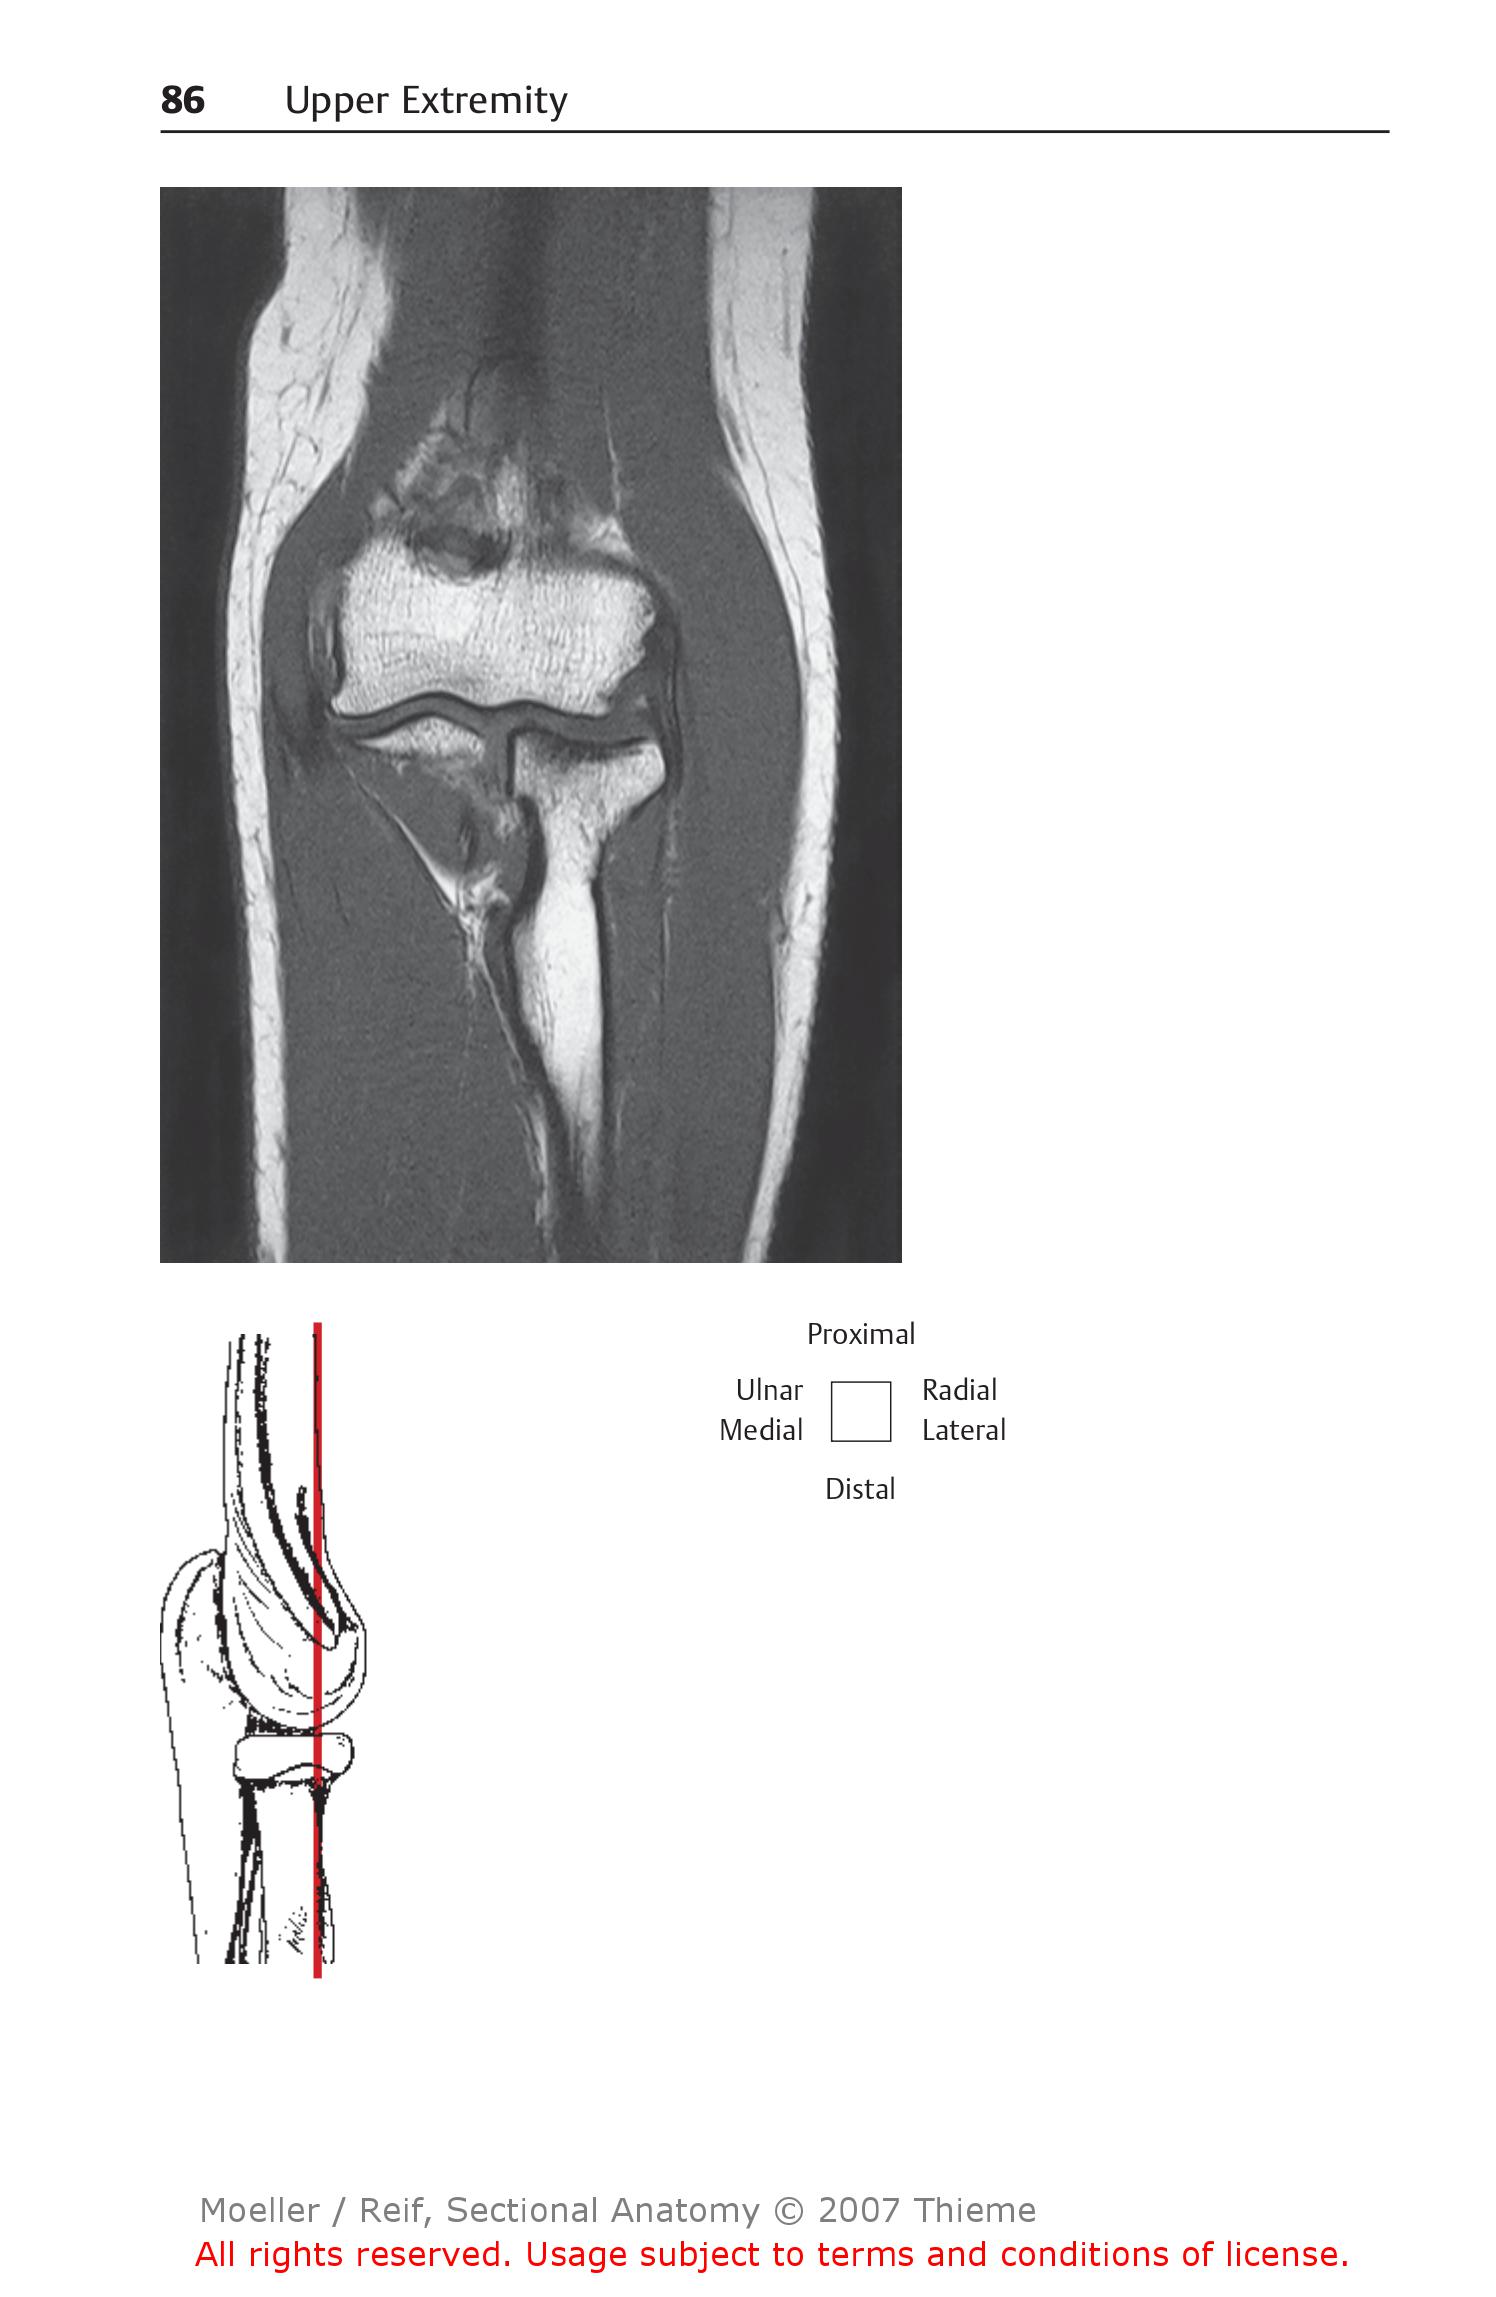 86 Upper Extremity
Proximal
Ulnar Radial
Medial Lateral
Distal
Moeller / Reif, Sectional Anatomy © 2007 Thieme
All rights reserved. Usage subject to terms and conditions of license.